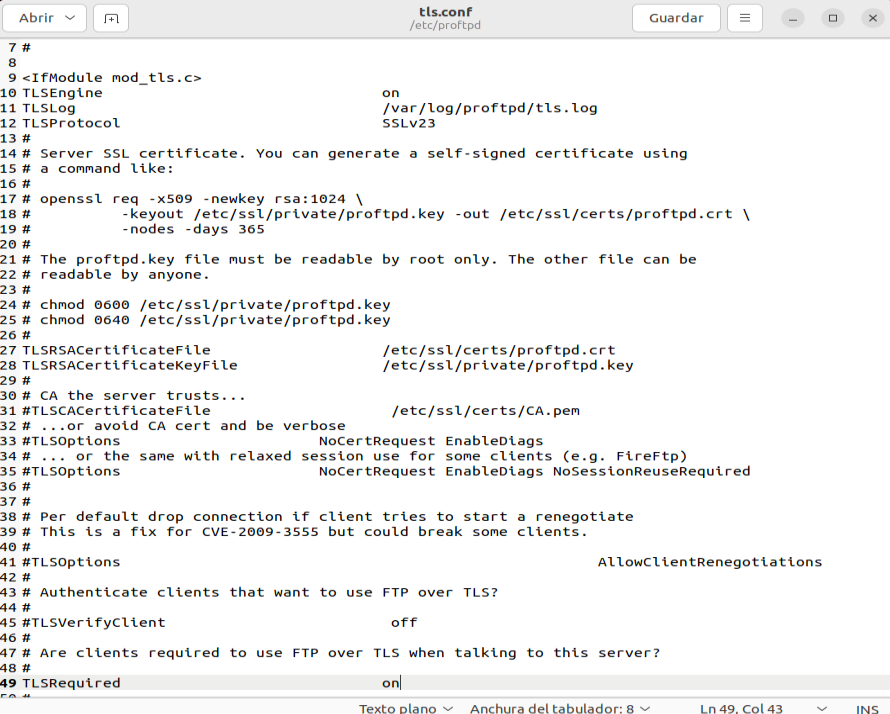 Abrir
tls.conf
/etc/proftpd
Guardar
7 #
8
9 <IfModule mod_tls.c>
10 TLSEngine                               on
11 TLSLog                                  /var/log/proftpd/tls.log
12 TLSProtocol                             SSLv23
13 #
14 # Server SSL certificate. You can generate a self-signed certificate using
15 # a command like:
16 #
17 # openssl req -x509 -newkey rsa:1024 \
18 #          -keyout /etc/ssl/private/proftpd.key -out /etc/ssl/certs/proftpd.crt \
19 #          -nodes -days 365
20 #
21 # The proftpd.key file must be readable by root only. The other file can be
22 # readable by anyone.
23 #
24 # chmod 0600 /etc/ssl/private/proftpd.key
25 # chmod 0640 /etc/ssl/private/proftpd.key
26 #
27 TLSRSACertificateFile                   /etc/ssl/certs/proftpd.crt
28 TLSRSACertificateKeyFile                /etc/ssl/private/proftpd.key
29 #
30 # CA the server trusts...
31 #TLSCACertificateFile                    /etc/ssl/certs/CA.pem
32 # ...or avoid CA cert and be verbose
33 #TLSOptions                      NoCertRequest EnableDiags
34 # ... or the same with relaxed session use for some clients (e.g. FireFtp)
35 #TLSOptions                      NoCertRequest EnableDiags NoSessionReuseRequired
36 #
37 #
38 # Per default drop connection if client tries to start a renegotiate
39 # This is a fix for CVE-2009-3555 but could break some clients.
40 #
41 #TLSOptions                                                     AllowClientRenegotiations
42 #
43 # Authenticate clients that want to use FTP over TLS?
44 #
45 #TLSVerifyClient                         off
46 #
47 # Are clients required to use FTP over TLS when talking to this server?
48 #
49 TLSRequired                             on
50 #
Texto plano Anchura del tabulador: 8 Ln 49, Col 43 INS